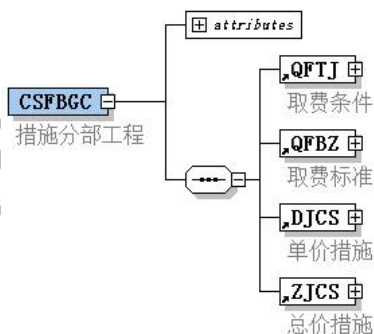 attributes
CSFBGC
措施分部工程
QFTJ
取费条件
QFBZ
取费标准
DJCS
单价措施
ZJCS
总价措施